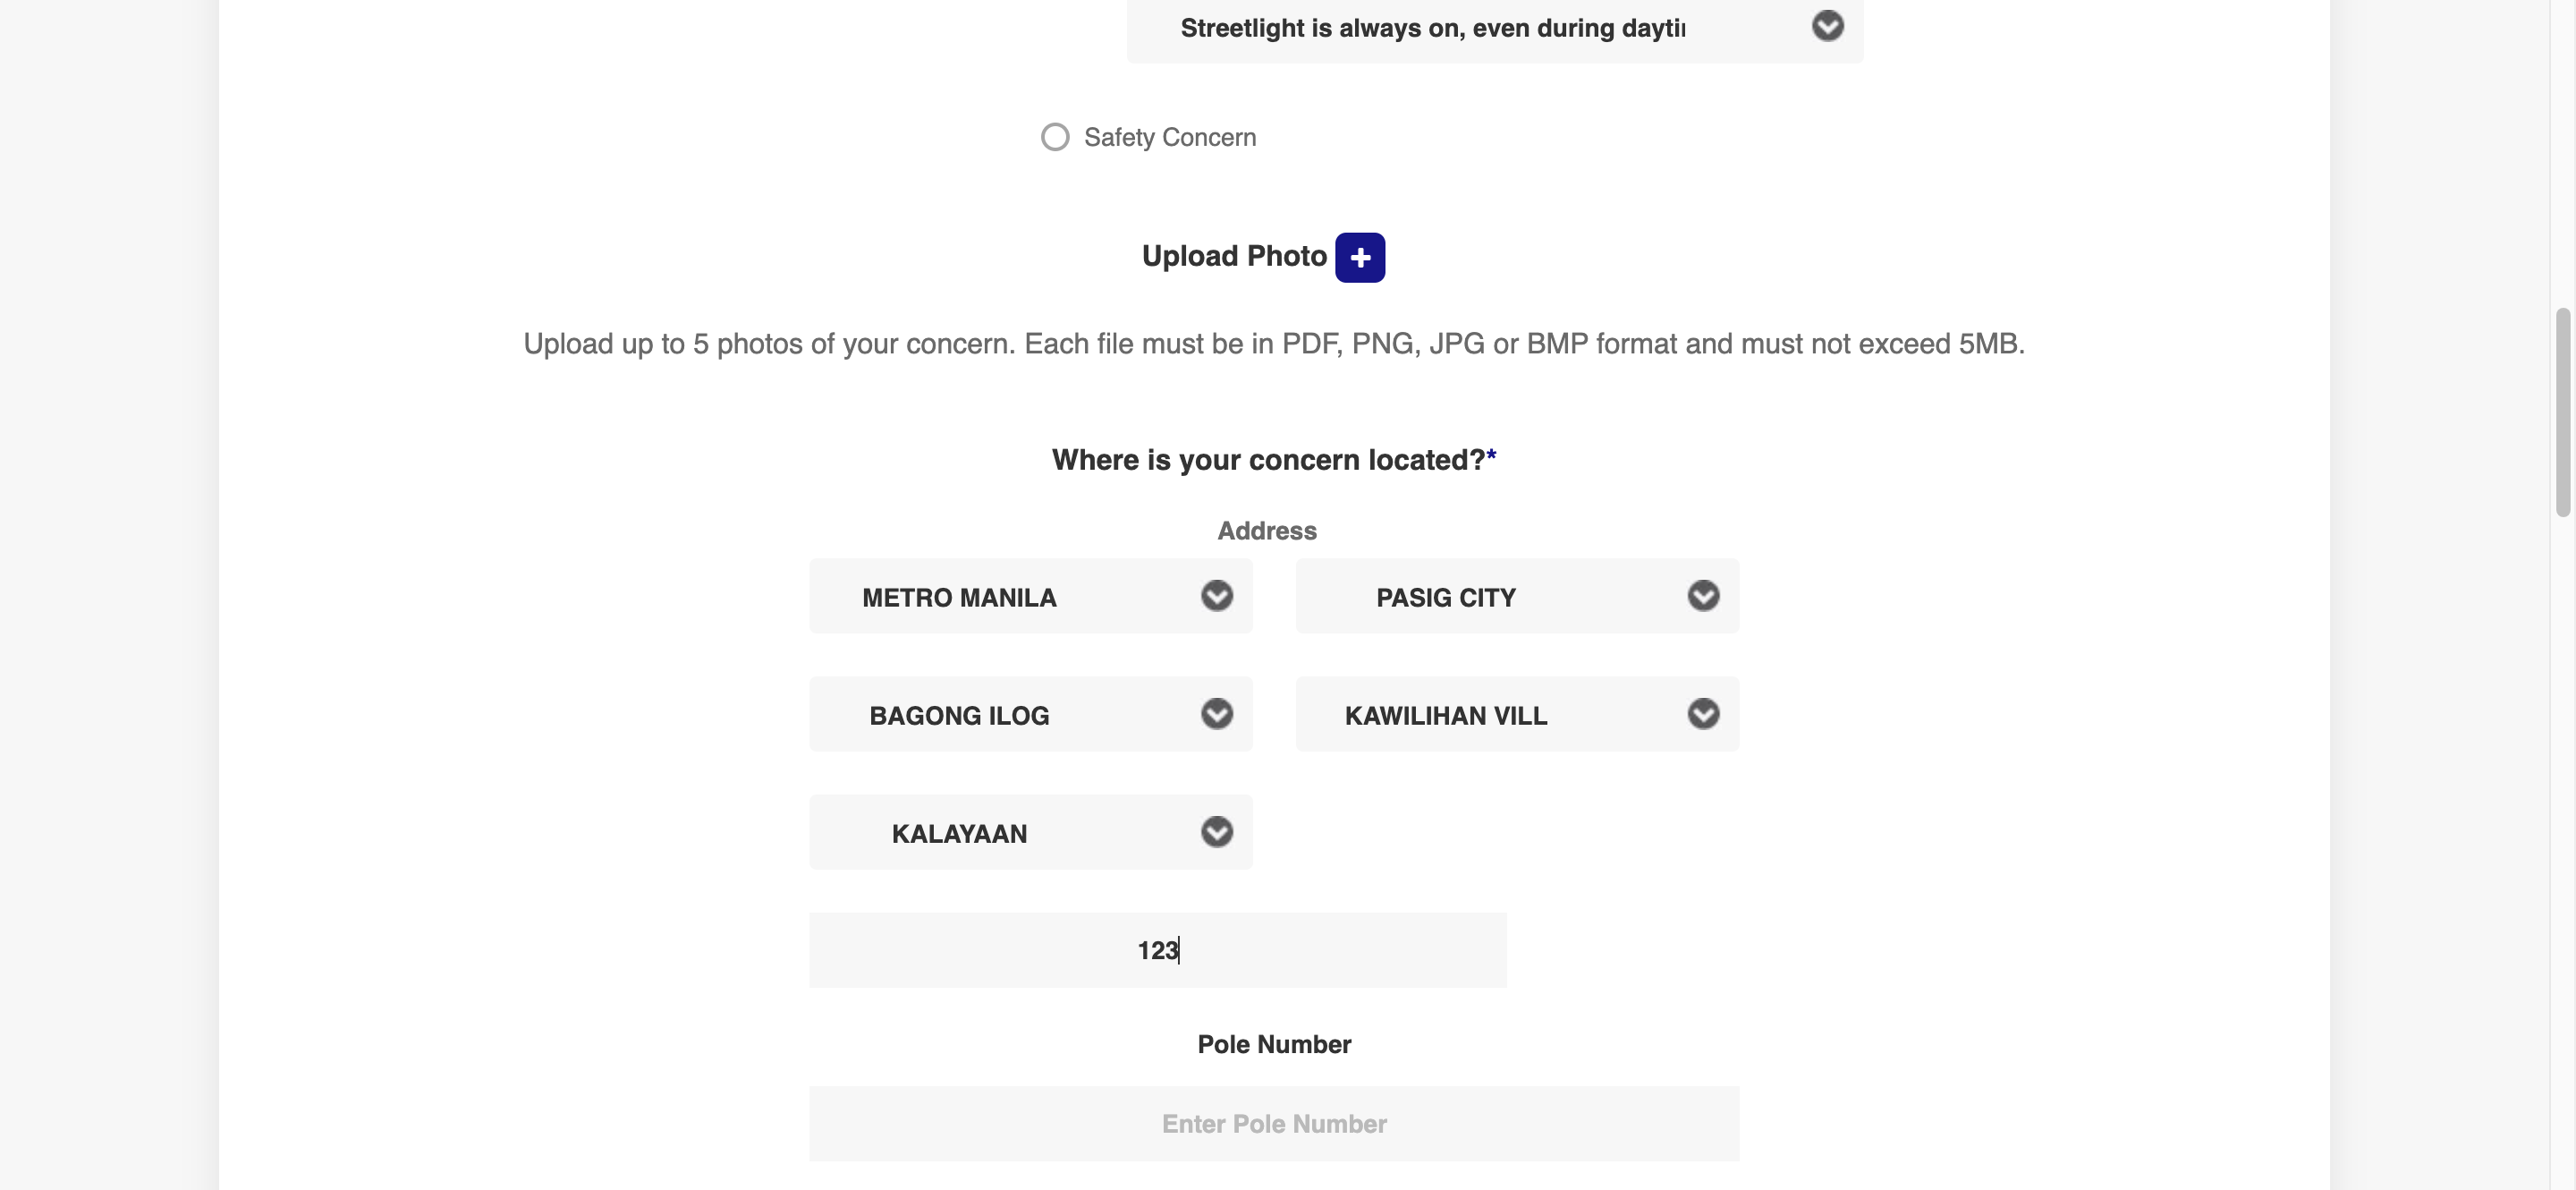 Streetlight is always on, even during dayti
Safety Concern
Upload Photo +
Upload up to 5 photos of your concern. Each file must be in PDF, PNG, JPG or BMP format and must not exceed 5MB.
Where is your concern located?*
Address
METRO MANILA
PASIG CITY
BAGONG ILOG
KAWILIHAN VILL
KALAYAAN
123
Pole Number
Enter Pole Number